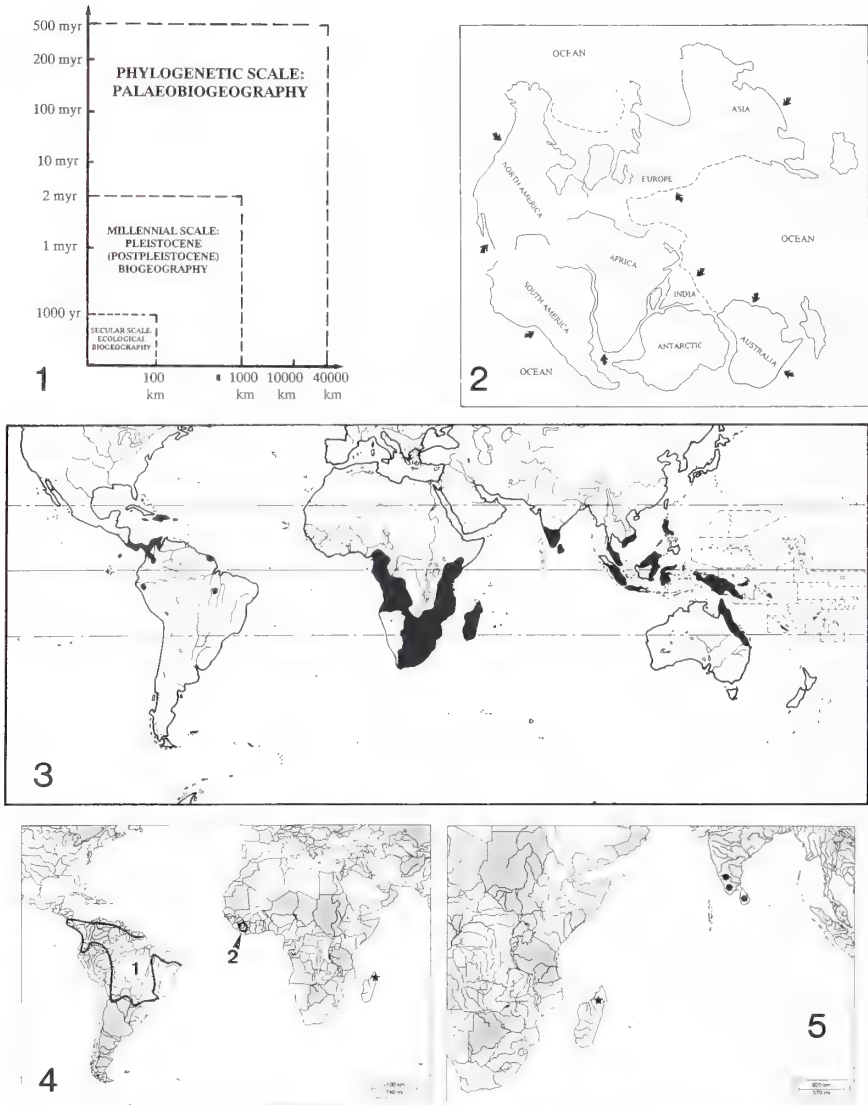 500 myr
200 myr
100 myr
10 myr
2 myr
1 myr
1000 yr
PHYLOGENETIC SCALE:
PALAEOBIOGEOGRAPHY
MILLENNIAL SCALE:
PLEISTOCENE
(POSTPLEISTOCENE)
BIOGEOGRAPHY
SECULAR SCALE:
ECOLOGICAL
BIOGEOGRAPHY
100 1000 10000 40000
km km km km
1
OCEAN
ASIA
NORTH AMERICA
EUROPE
OCEAN
AFRICA
SOUTH AMERICA
INDIA
ANTARCTIC
AUSTRALIA
OCEAN
2
3
1
2
4
5